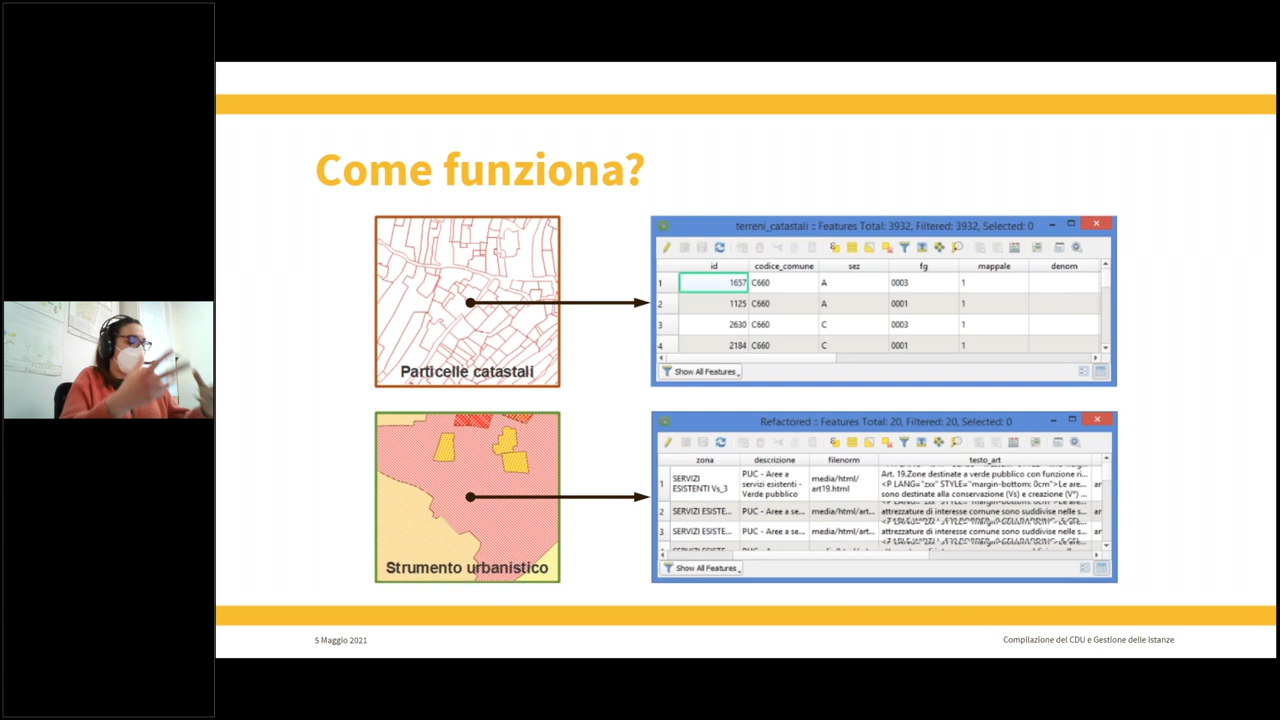 Come funziona?
Particelle catastali
terreni_catastali :: Features Total: 3932, Filtered: 3932, Selected: 0
id codice_comune sez fg mappale denom
1 1657 C660 A 0003 1
2 1125 C660 A 0001 1
3 2630 C660 C 0003 1
4 2184 C660 C 0001 1
Show All Features
Strumento urbanistico
Refactored :: Features Total: 20, Filtered: 20, Selected: 0
zona descrizione filenorm testo_art
1 SERVIZI ESISTENTI Vs_3
PUC - Aree a servizi esistenti - Verde pubblico
media/html/art19.html
Art. 19.Zone destinate a verde pubblico con funzione ri...
<P LANG="zxx" STYLE="margin-bottom: 0cm">Le are...
sono destinate alla conservazione (Vs) e creazione (V*) ...
ar
2 SERVIZI ESISTE... PUC - Aree a se... media/html/art... attrezzature di interesse comune sono suddivise nelle s... ar
3 SERVIZI ESISTE... PUC - Aree a se... media/html/art... attrezzature di interesse comune sono suddivise nelle s... ar
Show All Features
5 Maggio 2021
Compilazione del CDU e Gestione delle Istanze